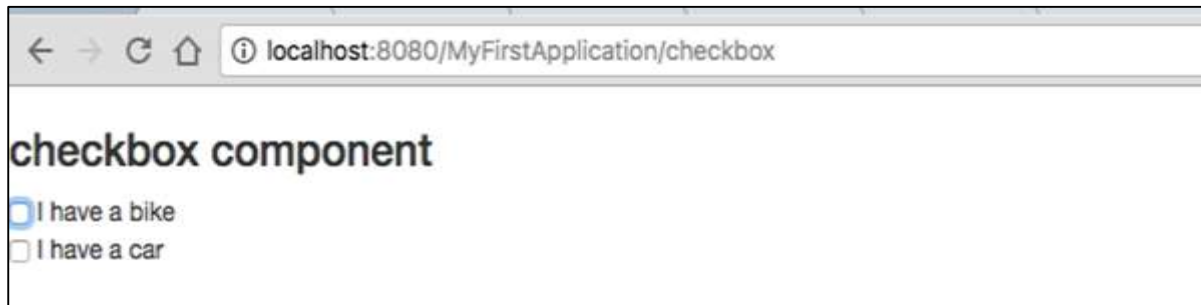 localhost:8080/MyFirstApplication/checkbox
checkbox component
I have a bike
I have a car